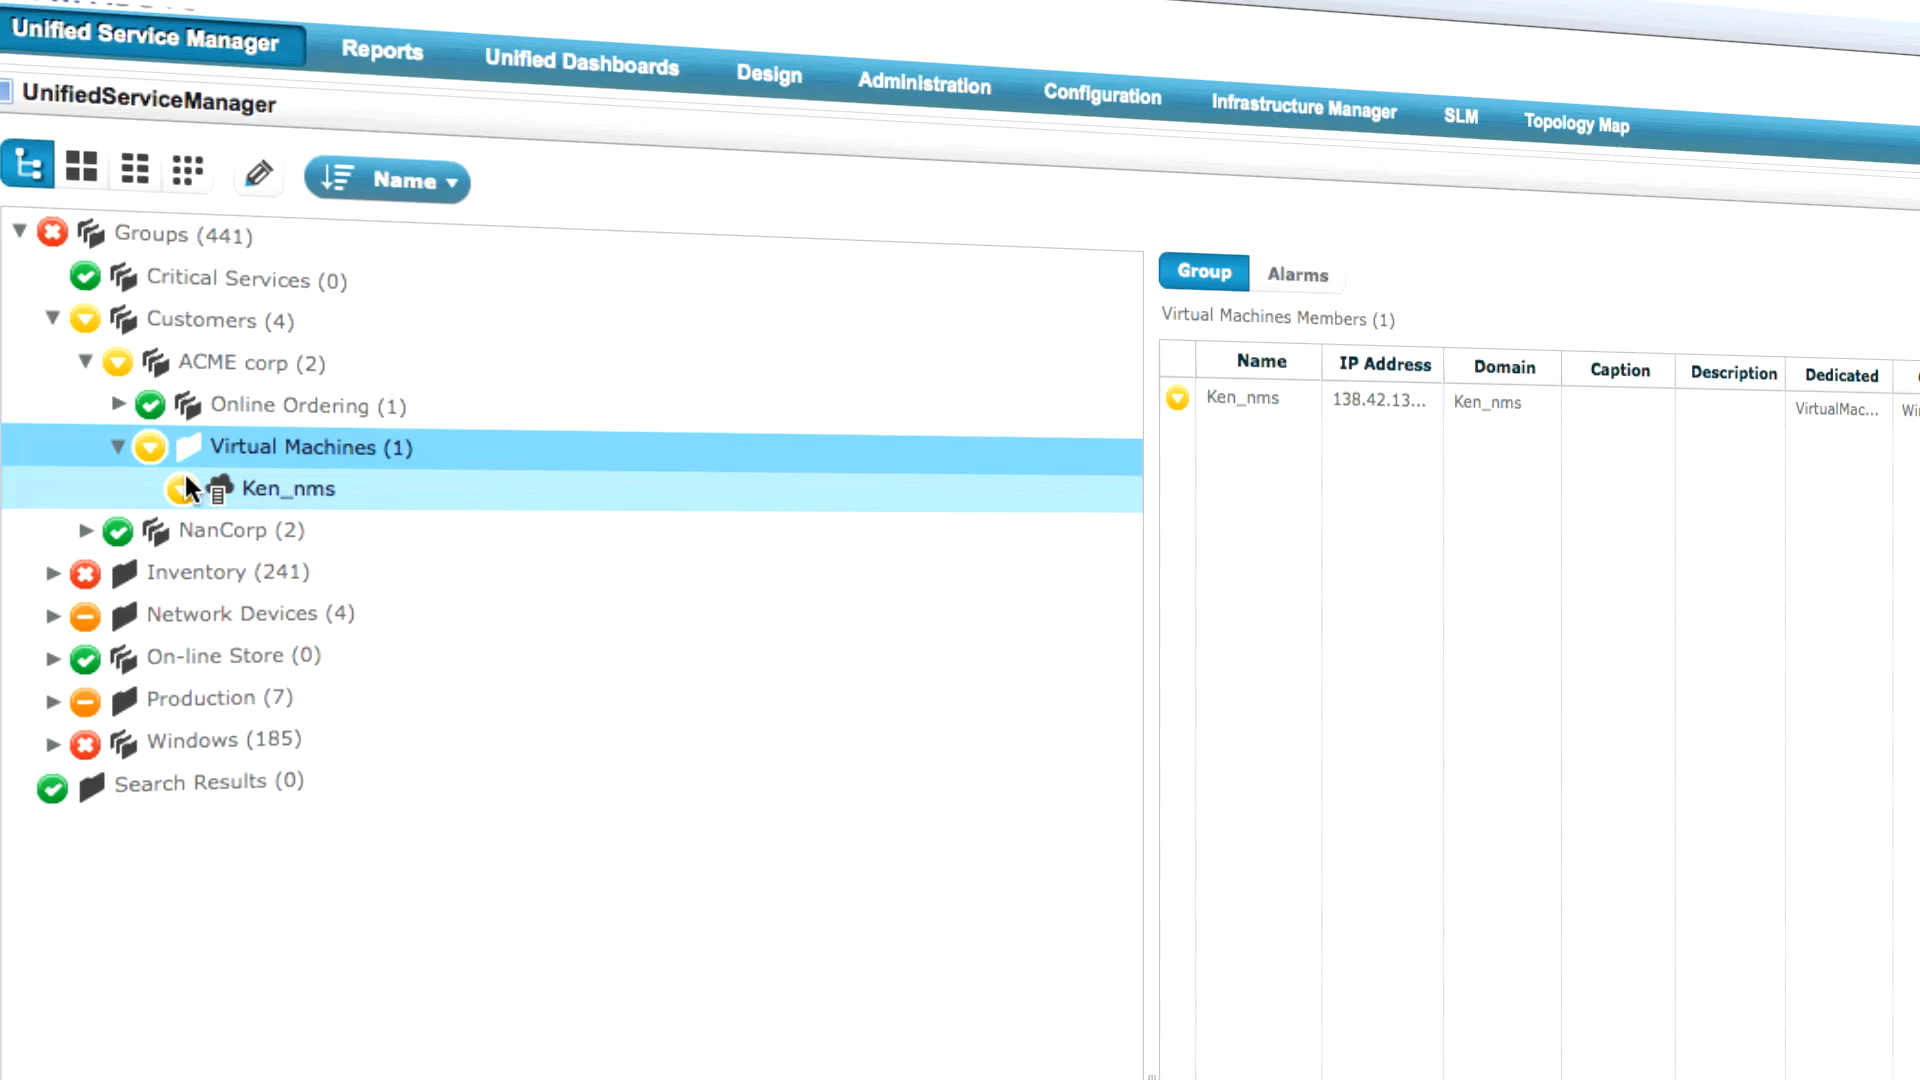 Unified Service Manager Reports Unified Dashboards Design Administration Configuration Infrastructure Manager SLM Topology Map
UnifiedServiceManager
Name
Groups (441)
Critical Services (0)
Customers (4)
ACME corp (2)
Online Ordering (1)
Virtual Machines (1)
Ken_nms
NanCorp (2)
Inventory (241)
Network Devices (4)
On-line Store (0)
Production (7)
Windows (185)
Search Results (0)
Group Alarms
Virtual Machines Members (1)
Name IP Address Domain Caption Description Dedicated
Ken_nms 138.42.13... Ken_nms VirtualMac...